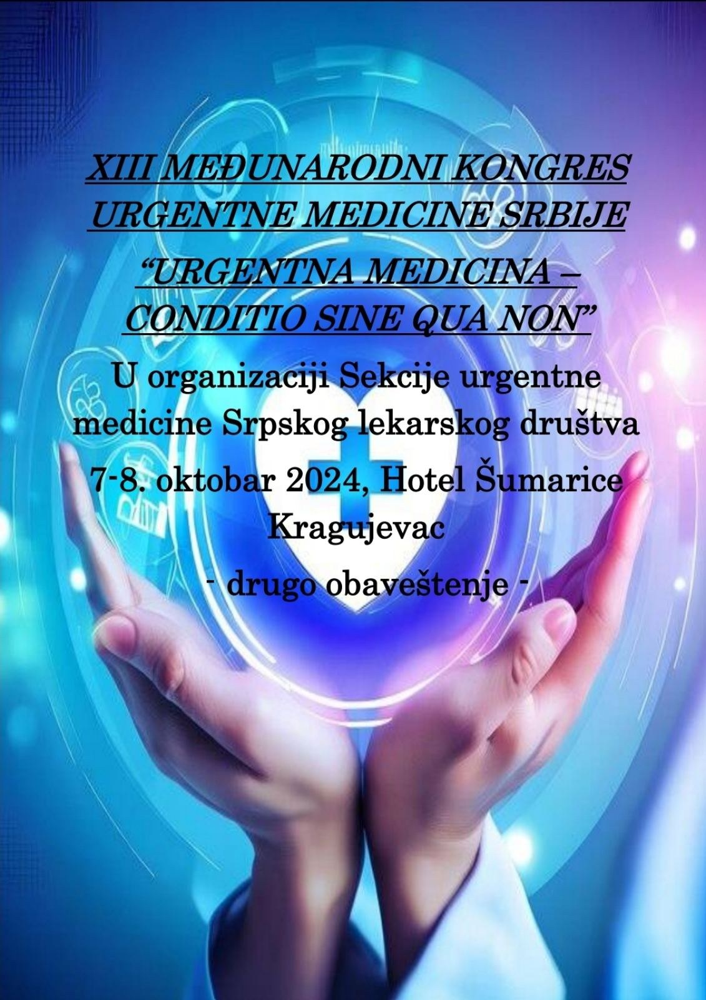 XIII MEĐUNARODNI KONGRES
URGENTNE MEDICINE SRBIJE
“URGENTNA MEDICINA –
CONDITIO SINE QUA NON”
U organizaciji Sekcije urgentne
medicine Srpskog lekarskog društva
7-8. oktobar 2024, Hotel Šumarice
Kragujevac
- drugo obaveštenje -